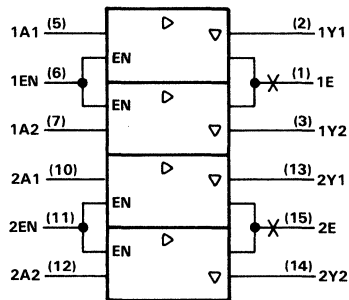 1A1 (5) (2) 1Y1
EN
1EN (6) (1) 1E
EN
1A2 (7) (3) 1Y2
2A1 (10) (13) 2Y1
EN
2EN (11) (15) 2E
EN
2A2 (12) (14) 2Y2